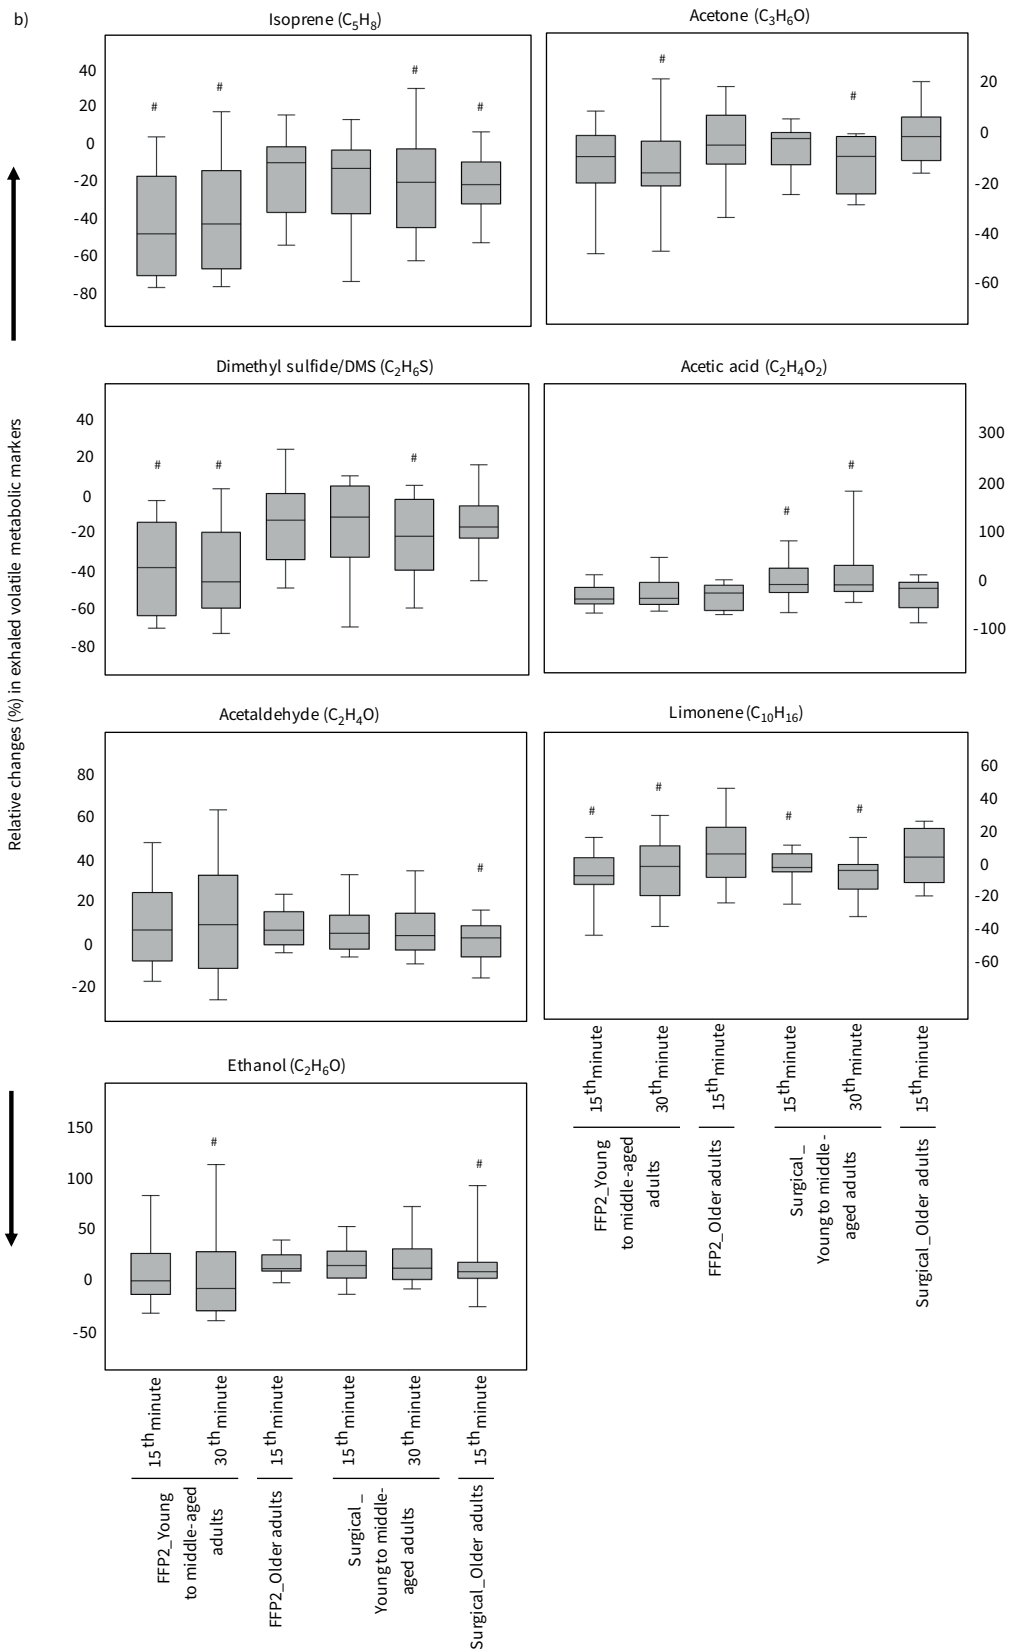 b)
Isoprene (C5H8)
#
#
#
#
40
20
0
-20
-40
-60
-80
Acetone (C3H6O)
#
#
20
0
-20
-40
-60
Relative changes (%) in exhaled volatile metabolic markers
Dimethyl sulfide/DMS (C2H6S)
#
#
#
40
20
0
-20
-40
-60
-80
Acetic acid (C2H4O2)
#
#
300
200
100
0
-100
Acetaldehyde (C2H4O)
#
80
60
40
20
0
-20
Limonene (C10H16)
#
#
#
#
60
40
20
0
-20
-40
-60
15th minute
30th minute
15th minute
15th minute
30th minute
15th minute
FFP2_Young
to middle-aged
adults
FFP2_Older adults
Surgical_
Young to middle-
aged adults
Surgical_Older adults
Ethanol (C2H6O)
#
#
150
100
50
0
-50
15th minute
30th minute
15th minute
15th minute
30th minute
15th minute
FFP2_Young
to middle-aged
adults
FFP2_Older adults
Surgical_
Young to middle-
aged adults
Surgical_Older adults